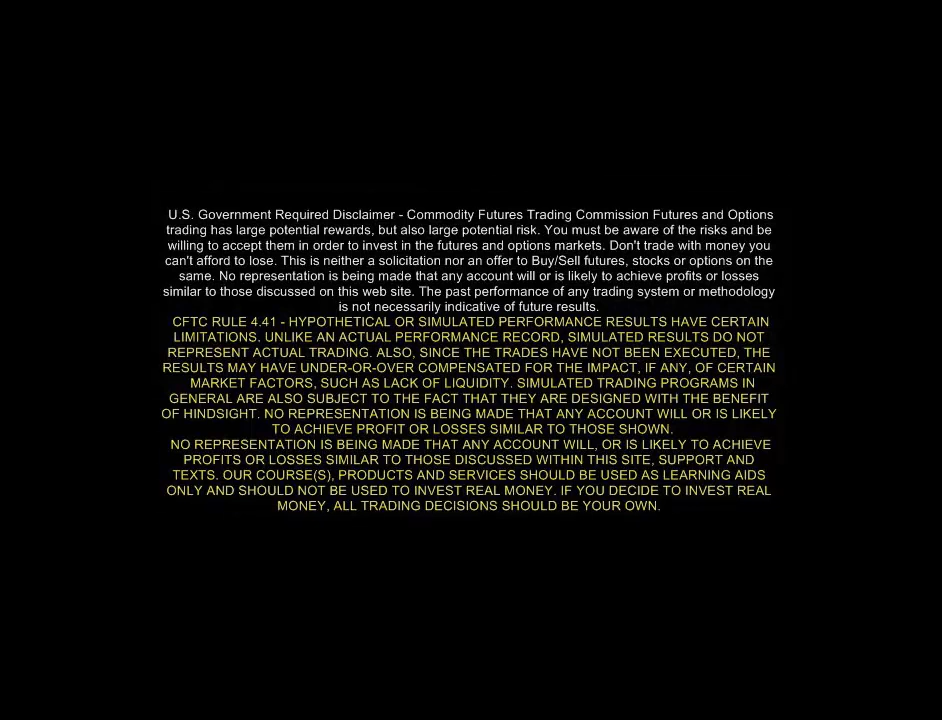 U.S. Government Required Disclaimer - Commodity Futures Trading Commission Futures and Options
trading has large potential rewards, but also large potential risk. You must be aware of the risks and be
willing to accept them in order to invest in the futures and options markets. Don't trade with money you
can't afford to lose. This is neither a solicitation nor an offer to Buy/Sell futures, stocks or options on the
same. No representation is being made that any account will or is likely to achieve profits or losses
similar to those discussed on this web site. The past performance of any trading system or methodology
is not necessarily indicative of future results.
CFTC RULE 4.41 - HYPOTHETICAL OR SIMULATED PERFORMANCE RESULTS HAVE CERTAIN
LIMITATIONS. UNLIKE AN ACTUAL PERFORMANCE RECORD, SIMULATED RESULTS DO NOT
REPRESENT ACTUAL TRADING. ALSO, SINCE THE TRADES HAVE NOT BEEN EXECUTED, THE
RESULTS MAY HAVE UNDER-OR-OVER COMPENSATED FOR THE IMPACT, IF ANY, OF CERTAIN
MARKET FACTORS, SUCH AS LACK OF LIQUIDITY. SIMULATED TRADING PROGRAMS IN
GENERAL ARE ALSO SUBJECT TO THE FACT THAT THEY ARE DESIGNED WITH THE BENEFIT
OF HINDSIGHT. NO REPRESENTATION IS BEING MADE THAT ANY ACCOUNT WILL OR IS LIKELY
TO ACHIEVE PROFIT OR LOSSES SIMILAR TO THOSE SHOWN.
NO REPRESENTATION IS BEING MADE THAT ANY ACCOUNT WILL, OR IS LIKELY TO ACHIEVE
PROFITS OR LOSSES SIMILAR TO THOSE DISCUSSED WITHIN THIS SITE, SUPPORT AND
TEXTS. OUR COURSE(S), PRODUCTS AND SERVICES SHOULD BE USED AS LEARNING AIDS
ONLY AND SHOULD NOT BE USED TO INVEST REAL MONEY. IF YOU DECIDE TO INVEST REAL
MONEY, ALL TRADING DECISIONS SHOULD BE YOUR OWN.